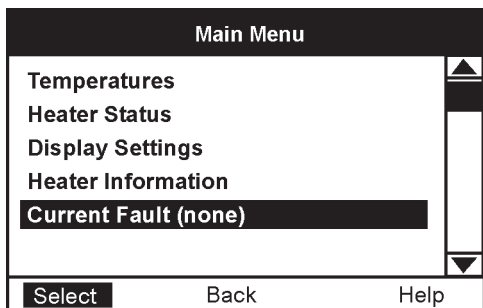 Main Menu
Temperatures
Heater Status
Display Settings
Heater Information
Current Fault (none)
Select Back Help